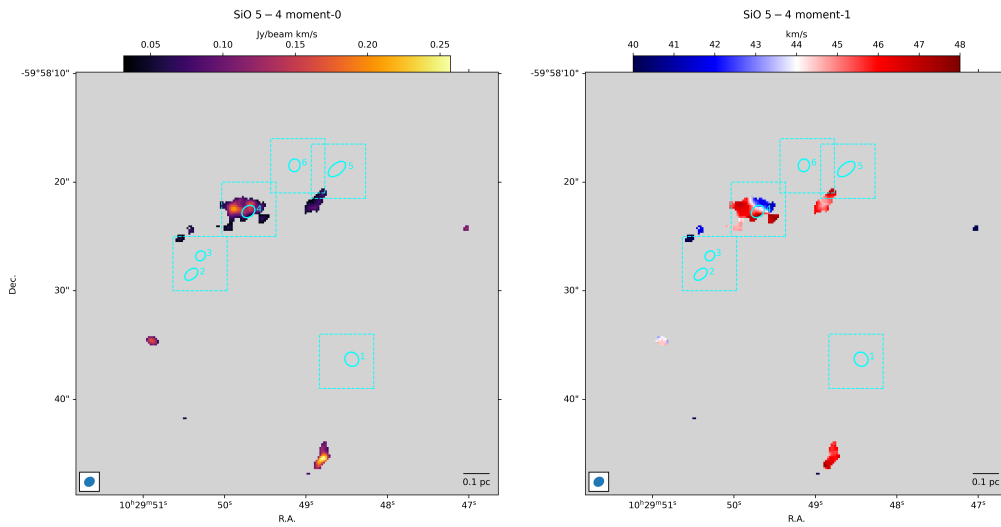 SiO 5 − 4 moment-0
Jy/beam km/s
0.05 0.10 0.15 0.20 0.25
-59°58'10"
20"
30"
40"
Dec.
6
5
4
3
2
1
0.1 pc
10ʰ29ᵐ51ˢ 50ˢ 49ˢ 48ˢ 47ˢ
R.A.
SiO 5 − 4 moment-1
km/s
40 41 42 43 44 45 46 47 48
-59°58'10"
20"
30"
40"
6
5
4
3
2
1
0.1 pc
10ʰ29ᵐ51ˢ 50ˢ 49ˢ 48ˢ 47ˢ
R.A.